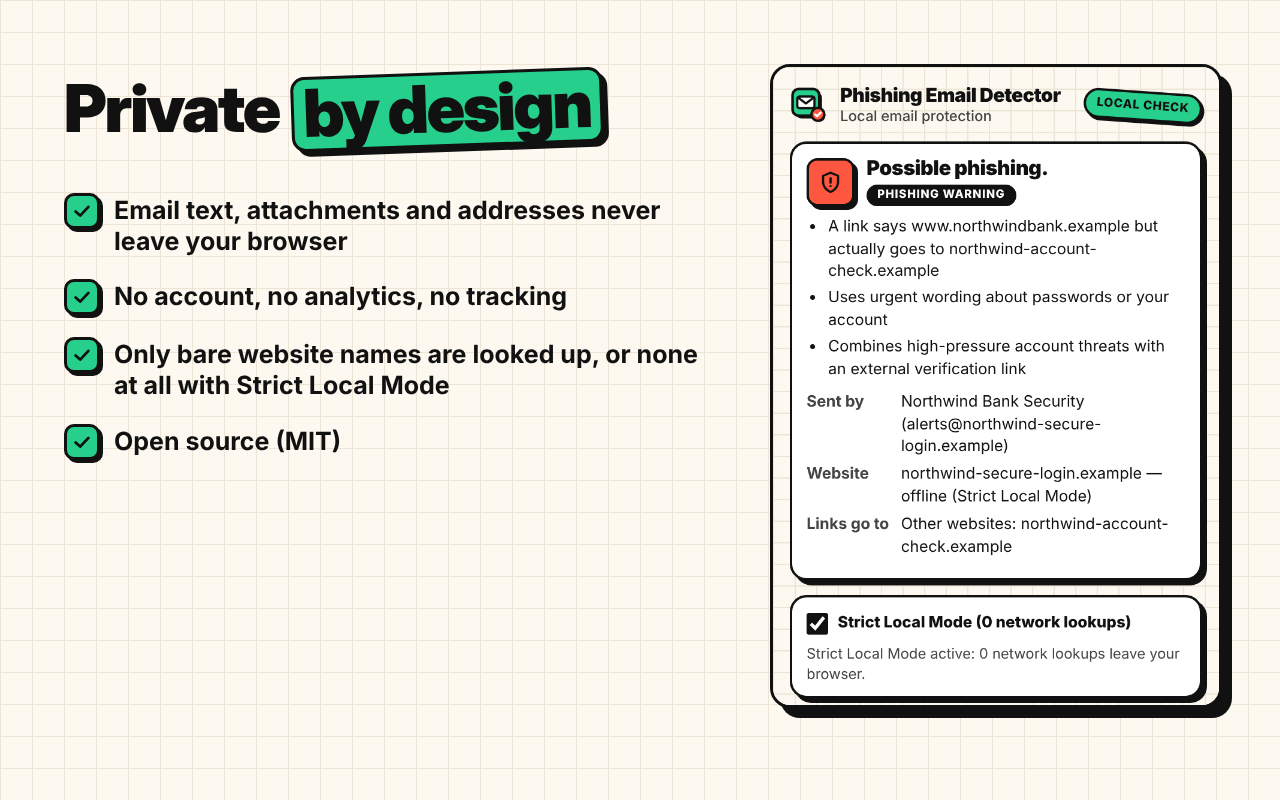 Private by design
Email text, attachments and addresses never
leave your browser
No account, no analytics, no tracking
Only bare website names are looked up, or none
at all with Strict Local Mode
Open source (MIT)
Phishing Email Detector
Local email protection
LOCAL CHECK
Possible phishing.
PHISHING WARNING
• A link says www.northwindbank.example but
actually goes to northwind-account-
check.example
• Uses urgent wording about passwords or your
account
• Combines high-pressure account threats with
an external verification link
Sent by Northwind Bank Security
(alerts@northwind-secure-
login.example)
Website northwind-secure-login.example —
offline (Strict Local Mode)
Links go to Other websites: northwind-account-
check.example
Strict Local Mode (0 network lookups)
Strict Local Mode active: 0 network lookups leave your
browser.